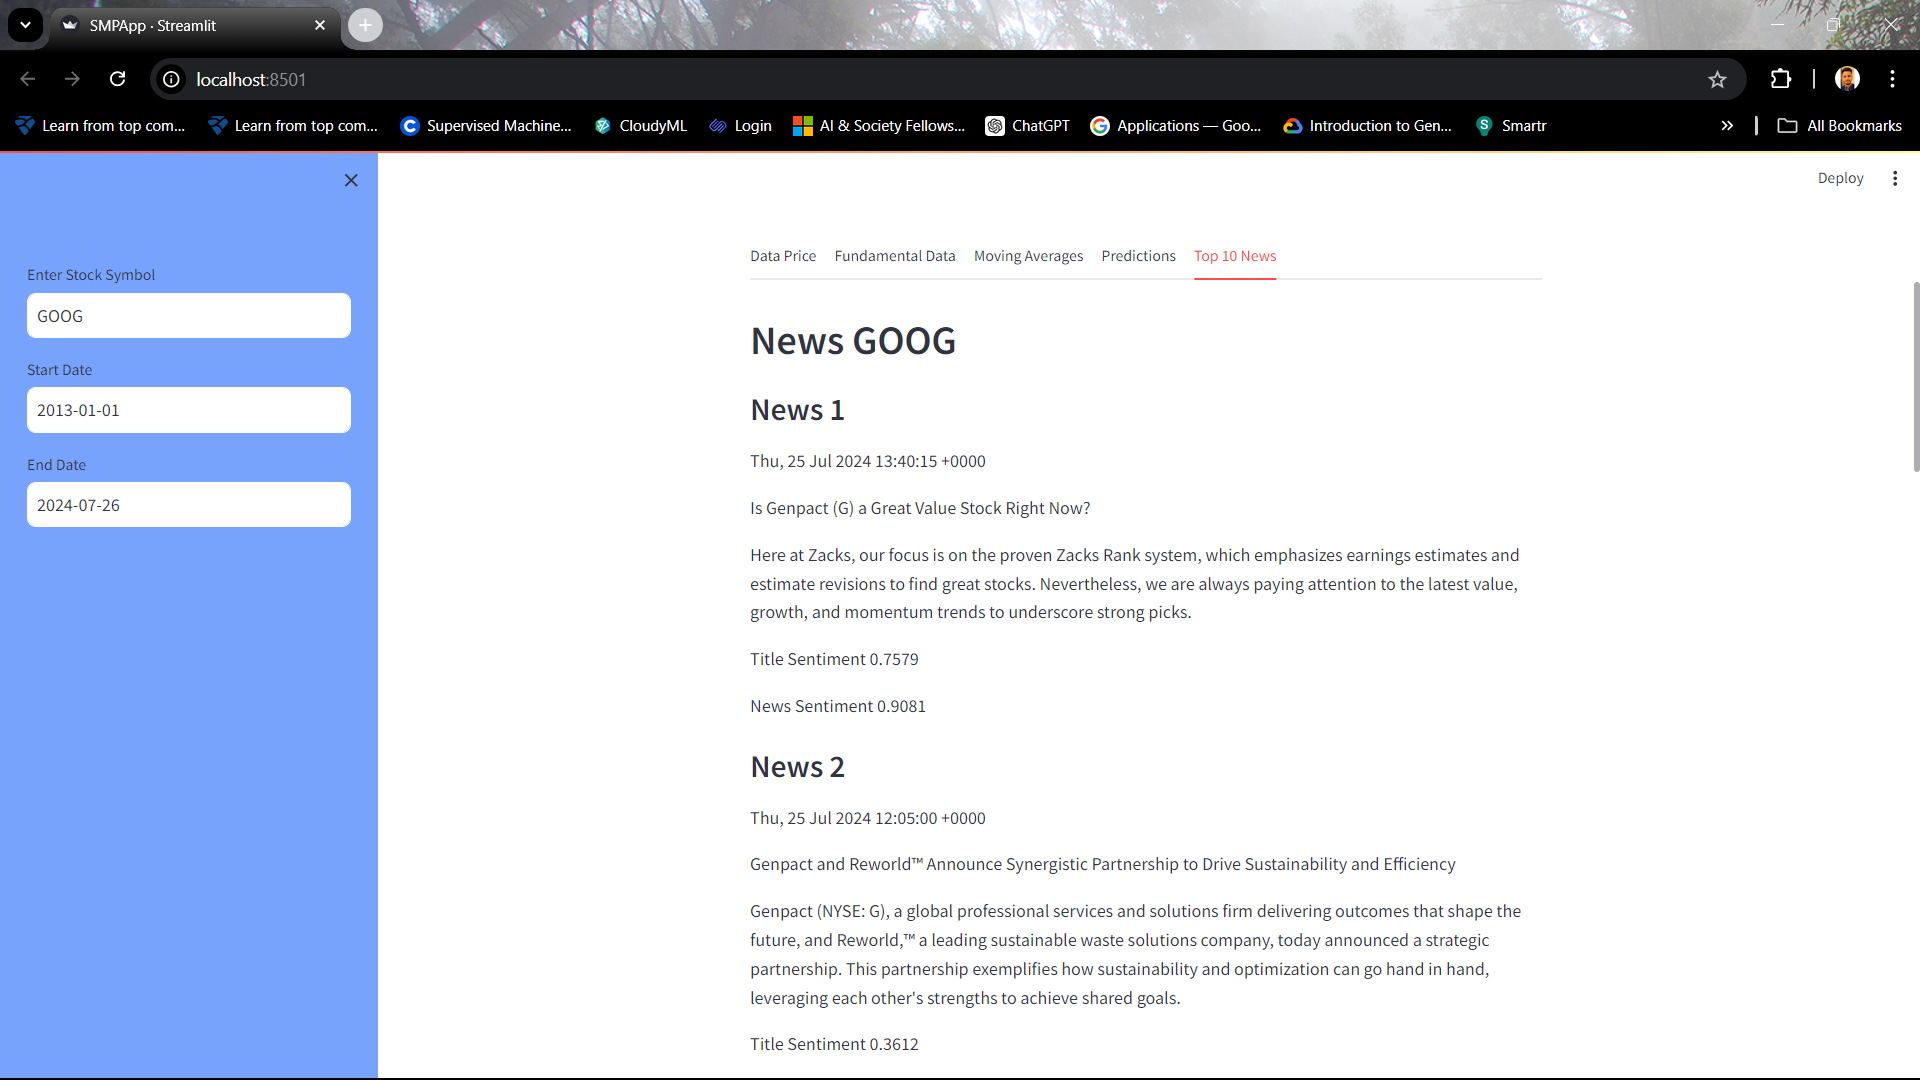 SMPApp · Streamlit
localhost:8501
Learn from top com...
Learn from top com...
Supervised Machine...
CloudyML
Login
AI & Society Fellows...
ChatGPT
Applications — Goo...
Introduction to Gen...
S
Smartr
All Bookmarks
Deploy
Enter Stock Symbol
GOOG
Start Date
2013-01-01
End Date
2024-07-26
Data Price
Fundamental Data
Moving Averages
Predictions
Top 10 News
News GOOG
News 1
Thu, 25 Jul 2024 13:40:15 +0000
Is Genpact (G) a Great Value Stock Right Now?
Here at Zacks, our focus is on the proven Zacks Rank system, which emphasizes earnings estimates and
estimate revisions to find great stocks. Nevertheless, we are always paying attention to the latest value,
growth, and momentum trends to underscore strong picks.
Title Sentiment 0.7579
News Sentiment 0.9081
News 2
Thu, 25 Jul 2024 12:05:00 +0000
Genpact and Reworld™ Announce Synergistic Partnership to Drive Sustainability and Efficiency
Genpact (NYSE: G), a global professional services and solutions firm delivering outcomes that shape the
future, and Reworld,™ a leading sustainable waste solutions company, today announced a strategic
partnership. This partnership exemplifies how sustainability and optimization can go hand in hand,
leveraging each other's strengths to achieve shared goals.
Title Sentiment 0.3612